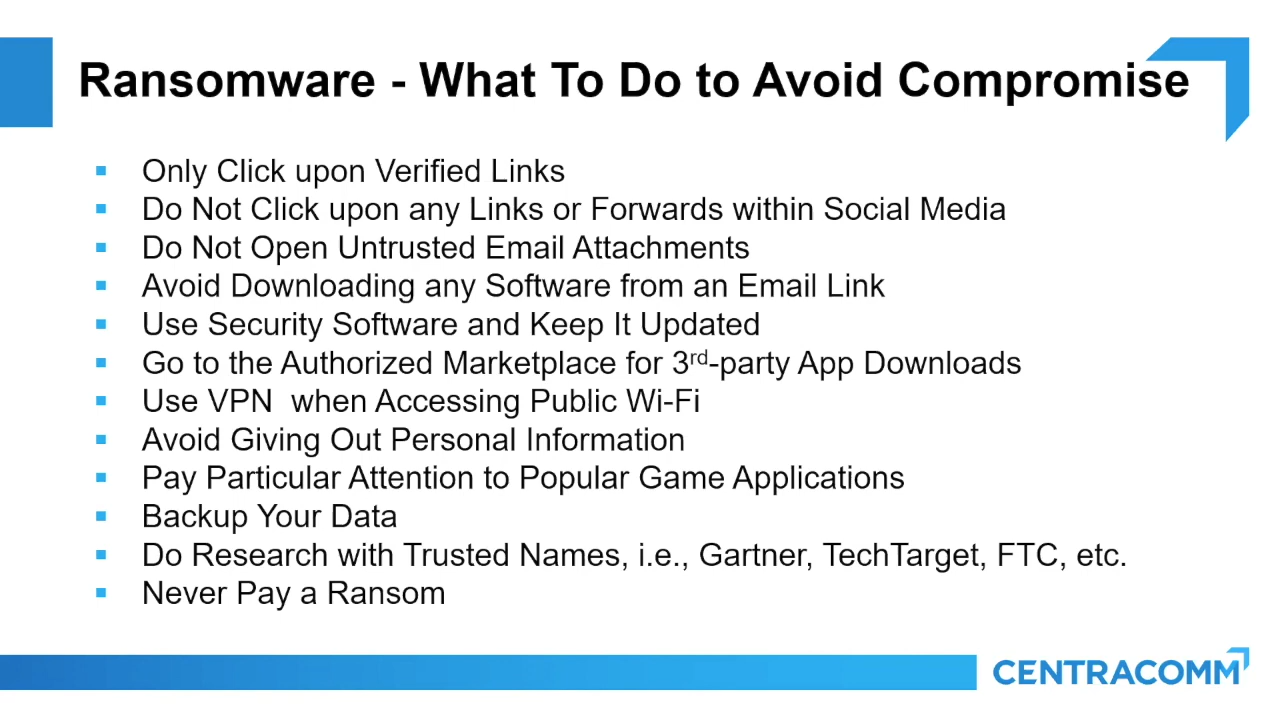 Ransomware - What To Do to Avoid Compromise
Only Click upon Verified Links
Do Not Click upon any Links or Forwards within Social Media
Do Not Open Untrusted Email Attachments
Avoid Downloading any Software from an Email Link
Use Security Software and Keep It Updated
Go to the Authorized Marketplace for 3rd-party App Downloads
Use VPN  when Accessing Public Wi-Fi
Avoid Giving Out Personal Information
Pay Particular Attention to Popular Game Applications
Backup Your Data
Do Research with Trusted Names, i.e., Gartner, TechTarget, FTC, etc.
Never Pay a Ransom
CENTRACOMM